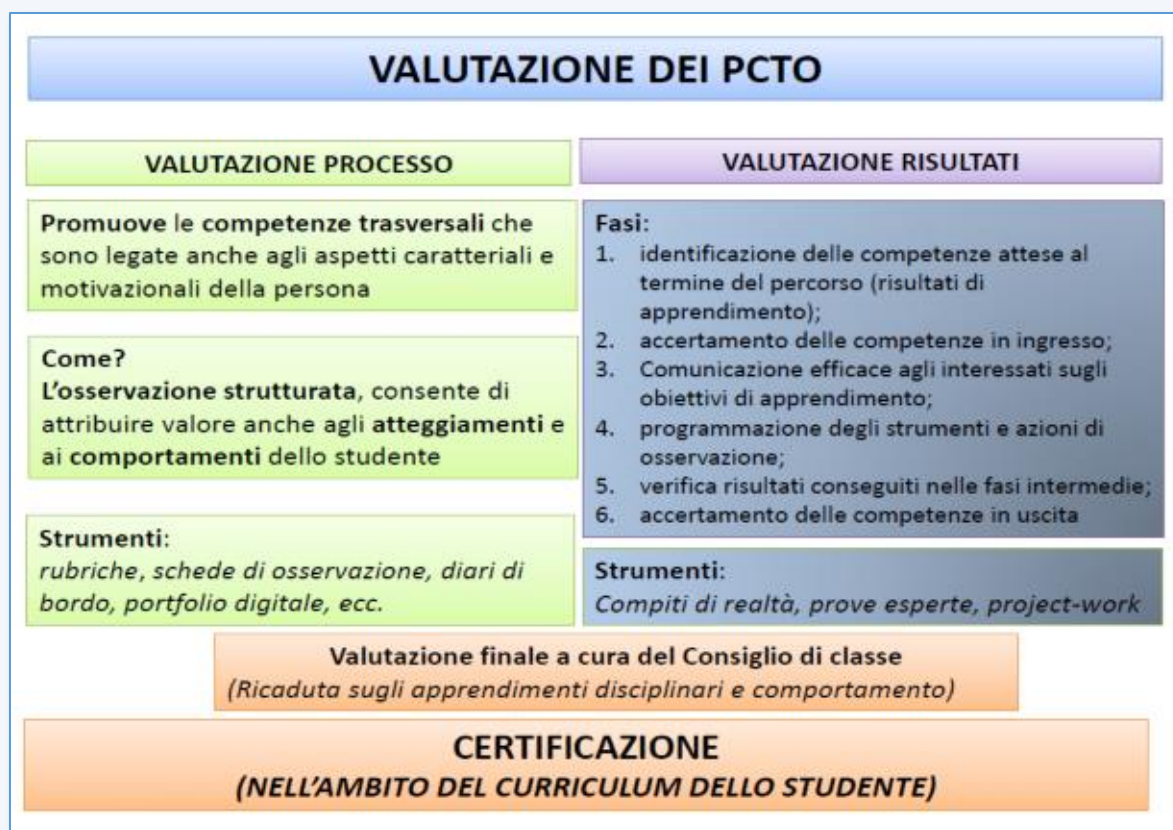 VALUTAZIONE DEI PCTO
VALUTAZIONE PROCESSO
Promuove le competenze trasversali che
sono legate anche agli aspetti caratteriali e
motivazionali della persona
Come?
L'osservazione strutturata, consente di
attribuire valore anche agli atteggiamenti e
ai comportamenti dello studente
Strumenti:
rubriche, schede di osservazione, diari di
bordo, portfolio digitale, ecc.
VALUTAZIONE RISULTATI
Fasi:
1. identificazione delle competenze attese al
termine del percorso (risultati di
apprendimento);
2. accertamento delle competenze in ingresso;
3. Comunicazione efficace agli interessati sugli
obiettivi di apprendimento;
4. programmazione degli strumenti e azioni di
osservazione;
5. verifica risultati conseguiti nelle fasi intermedie;
6. accertamento delle competenze in uscita
Strumenti:
Compiti di realtà, prove esperte, project-work
Valutazione finale a cura del Consiglio di classe
(Ricaduta sugli apprendimenti disciplinari e comportamento)
CERTIFICAZIONE
(NELL'AMBITO DEL CURRICULUM DELLO STUDENTE)